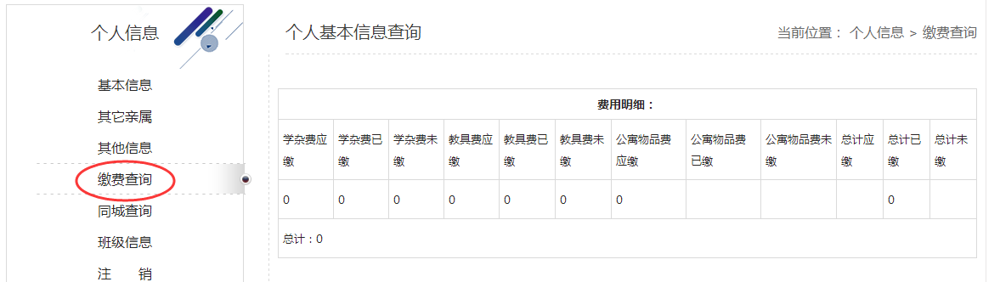 个人信息
基本信息
其它亲属
其他信息
缴费查询
同城查询
班级信息
注 销
个人基本信息查询
当前位置： 个人信息 > 缴费查询
费用明细：
学杂费应缴 学杂费已缴 学杂费未缴 教具费应缴 教具费已缴 教具费未缴 公寓物品费应缴 公寓物品费已缴 公寓物品费未缴 总计应缴 总计已缴 总计未缴
0 0 0 0 0 0 0 0
总计：0